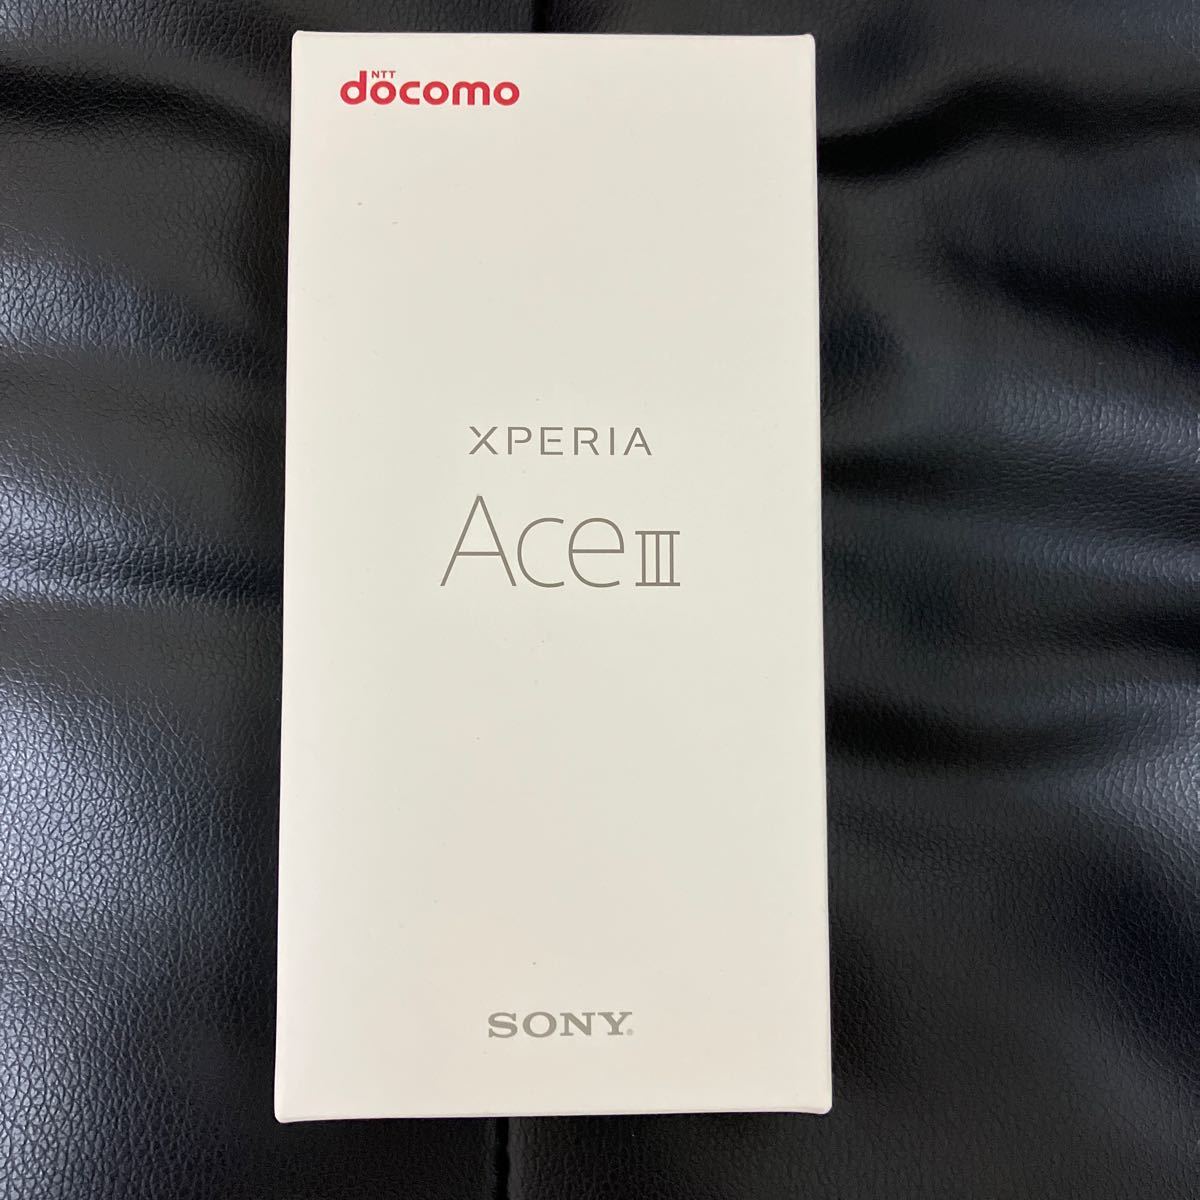 NTT
docomo
XPERIA
Ace III
SONY®